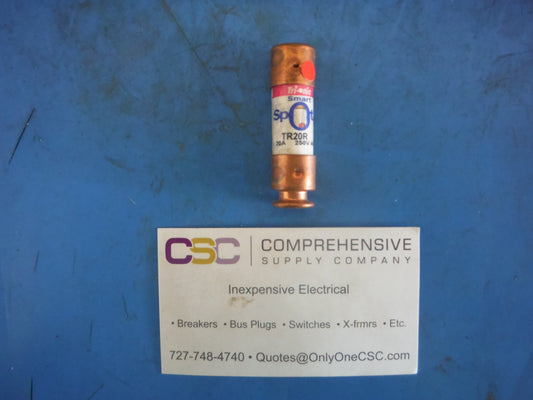 Tri-onic
Smart
Spot
TR20R
20A 250V
CSC
COMPREHENSIVE
SUPPLY COMPANY
Inexpensive Electrical
• Breakers • Bus Plugs • Switches • X-frmrs • Etc.
727-748-4740 • Quotes@OnlyOneCSC.com